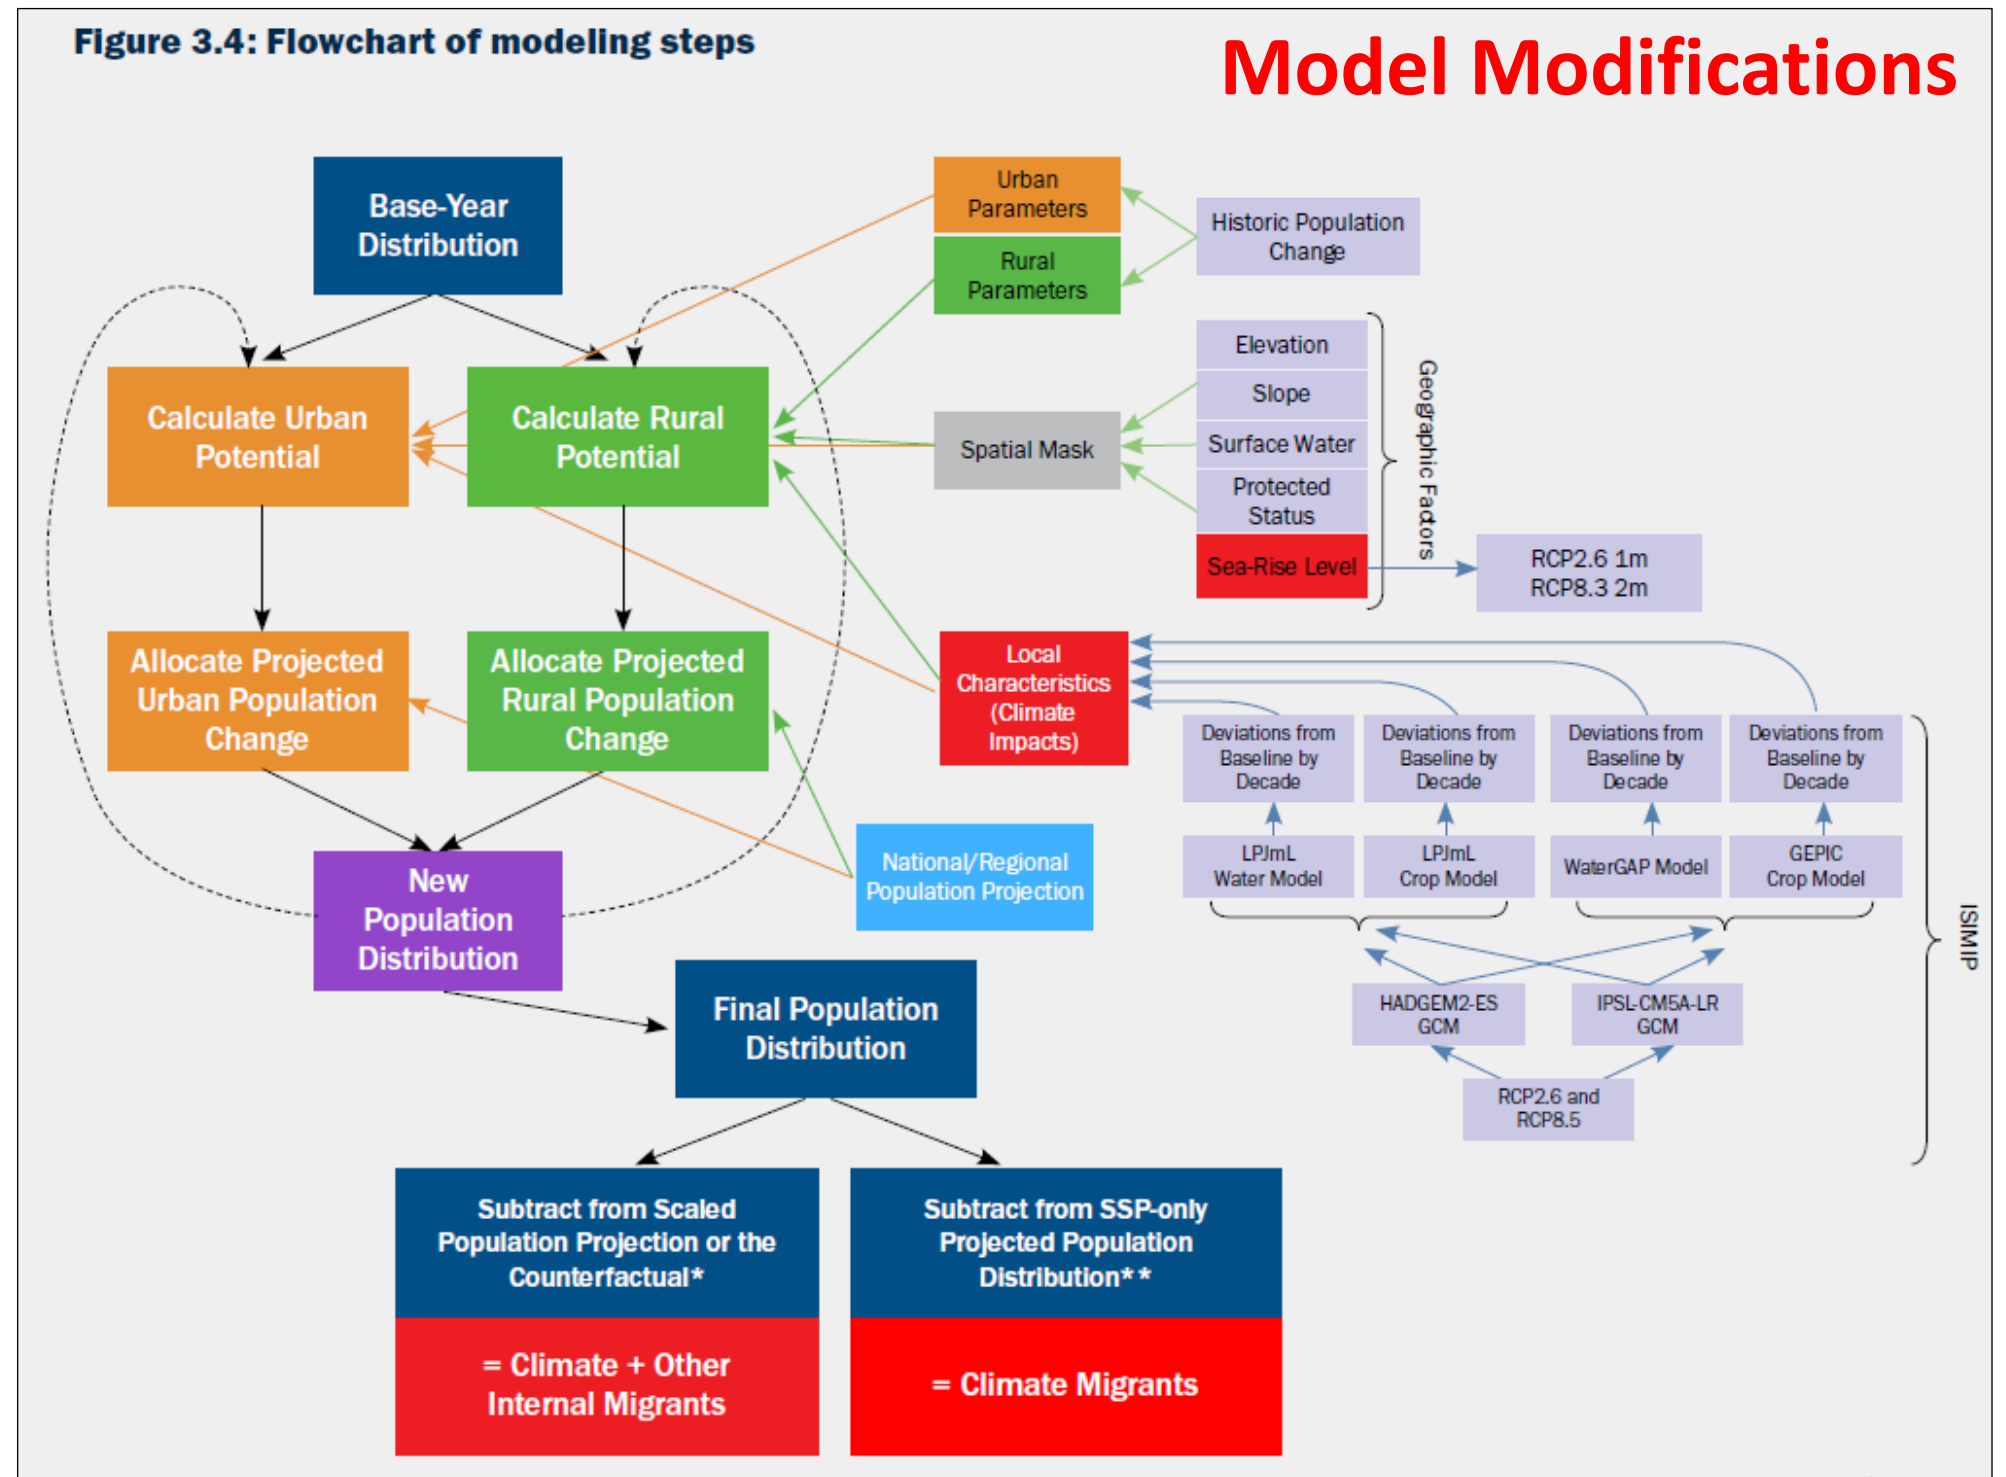 Figure 3.4: Flowchart of modeling steps
Model Modifications
Base-Year
Distribution
Urban
Parameters
Rural
Parameters
Historic Population
Change
Calculate Urban
Potential
Calculate Rural
Potential
Spatial Mask
Elevation
Slope
Surface Water
Protected
Status
Sea-Rise Level
Geographic Factors
RCP2.6 1m
RCP8.3 2m
Allocate Projected
Urban Population
Change
Allocate Projected
Rural Population
Change
Local
Characteristics
(Climate
Impacts)
Deviations from
Baseline by
Decade
Deviations from
Baseline by
Decade
Deviations from
Baseline by
Decade
Deviations from
Baseline by
Decade
LPJmL
Water Model
LPJmL
Crop Model
WaterGAP Model
GEPIC
Crop Model
National/Regional
Population Projection
New
Population
Distribution
ISIMIP
HADGEM2-ES
GCM
IPSL-CM5A-LR
GCM
RCP2.6 and
RCP8.5
Final Population
Distribution
Subtract from Scaled
Population Projection or the
Counterfactual*
= Climate + Other
Internal Migrants
Subtract from SSP-only
Projected Population
Distribution**
= Climate Migrants